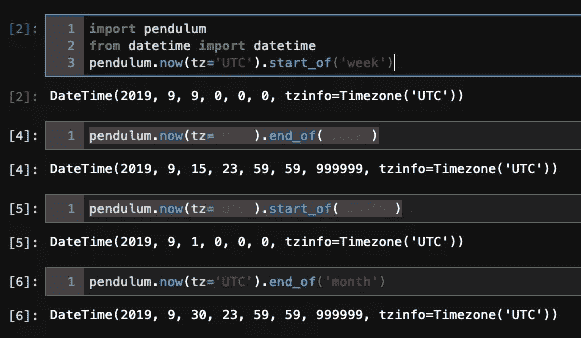 [2]: 1 import pendulum
2 from datetime import datetime
3 pendulum.now(tz='UTC').start_of('week')
[2]: DateTime(2019, 9, 9, 0, 0, 0, tzinfo=Timezone('UTC'))
[4]: 1 pendulum.now(tz= ).end_of( )
[4]: DateTime(2019, 9, 15, 23, 59, 59, 999999, tzinfo=Timezone('UTC'))
[5]: 1 pendulum.now(tz= ).start_of( )
[5]: DateTime(2019, 9, 1, 0, 0, 0, tzinfo=Timezone('UTC'))
[6]: 1 pendulum.now(tz='UTC').end_of('month')
[6]: DateTime(2019, 9, 30, 23, 59, 59, 999999, tzinfo=Timezone('UTC'))